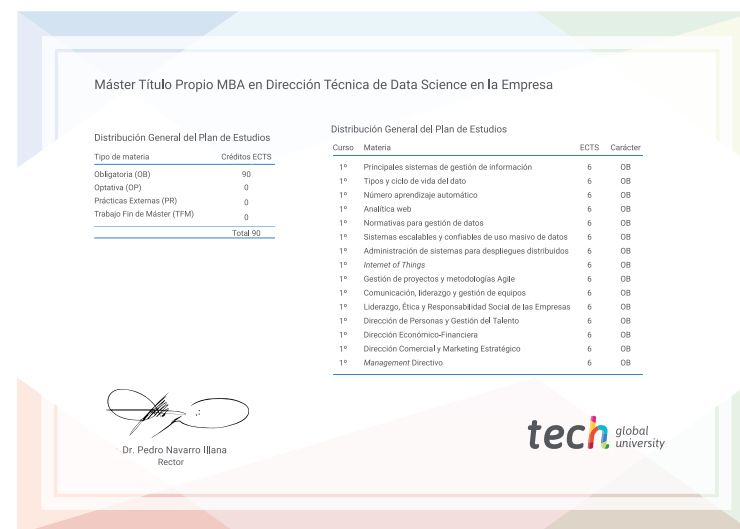 Máster Título Propio MBA en Dirección Técnica de Data Science en la Empresa
Distribución General del Plan de Estudios
Tipo de materia Créditos ECTS
Obligatoria (OB) 90
Optativa (OP) 0
Prácticas Externas (PR) 0
Trabajo Fin de Máster (TFM) 0
Total 90
Distribución General del Plan de Estudios
Curso Materia ECTS Carácter
1º Principales sistemas de gestión de información 6 OB
1º Tipos y ciclo de vida del dato 6 OB
1º Número aprendizaje automático 6 OB
1º Analítica web 6 OB
1º Normativas para gestión de datos 6 OB
1º Sistemas escalables y confiables de uso masivo de datos 6 OB
1º Administración de sistemas para despliegues distribuidos 6 OB
1º Internet of Things 6 OB
1º Gestión de proyectos y metodologías Agile 6 OB
1º Comunicación, liderazgo y gestión de equipos 6 OB
1º Liderazgo, Ética y Responsabilidad Social de las Empresas 6 OB
1º Dirección de Personas y Gestión del Talento 6 OB
1º Dirección Económico-Financiera 6 OB
1º Dirección Comercial y Marketing Estratégico 6 OB
1º Management Directivo 6 OB
Dr. Pedro Navarro Illana
Rector
tech global
university